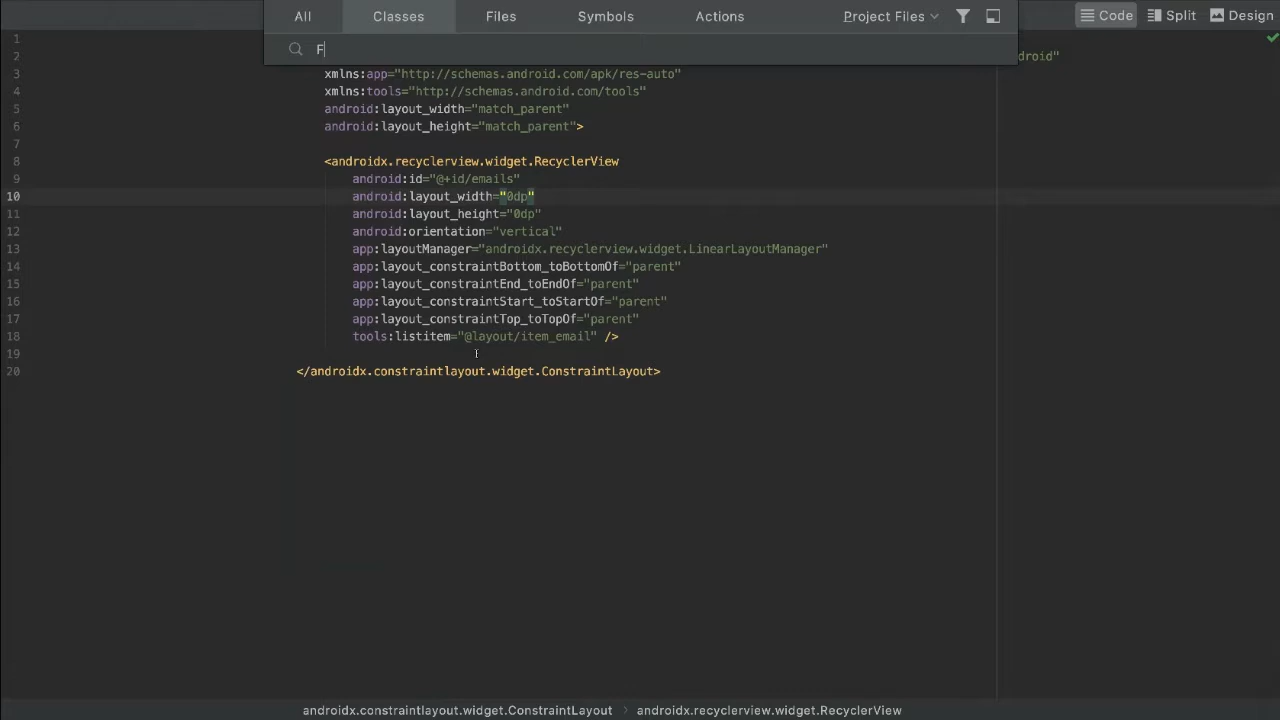 All Classes Files Symbols Actions Project Files Code Split Design
F
1
2 droid"
3 xmlns:app="http://schemas.android.com/apk/res-auto"
4 xmlns:tools="http://schemas.android.com/tools"
5 android:layout_width="match_parent"
6 android:layout_height="match_parent">
7
8 <androidx.recyclerview.widget.RecyclerView
9 android:id="@+id/emails"
10 android:layout_width="0dp"
11 android:layout_height="0dp"
12 android:orientation="vertical"
13 app:layoutManager="androidx.recyclerview.widget.LinearLayoutManager"
14 app:layout_constraintBottom_toBottomOf="parent"
15 app:layout_constraintEnd_toEndOf="parent"
16 app:layout_constraintStart_toStartOf="parent"
17 app:layout_constraintTop_toTopOf="parent"
18 tools:listitem="@layout/item_email" />
19
20 </androidx.constraintlayout.widget.ConstraintLayout>
androidx.constraintlayout.widget.ConstraintLayout › androidx.recyclerview.widget.RecyclerView